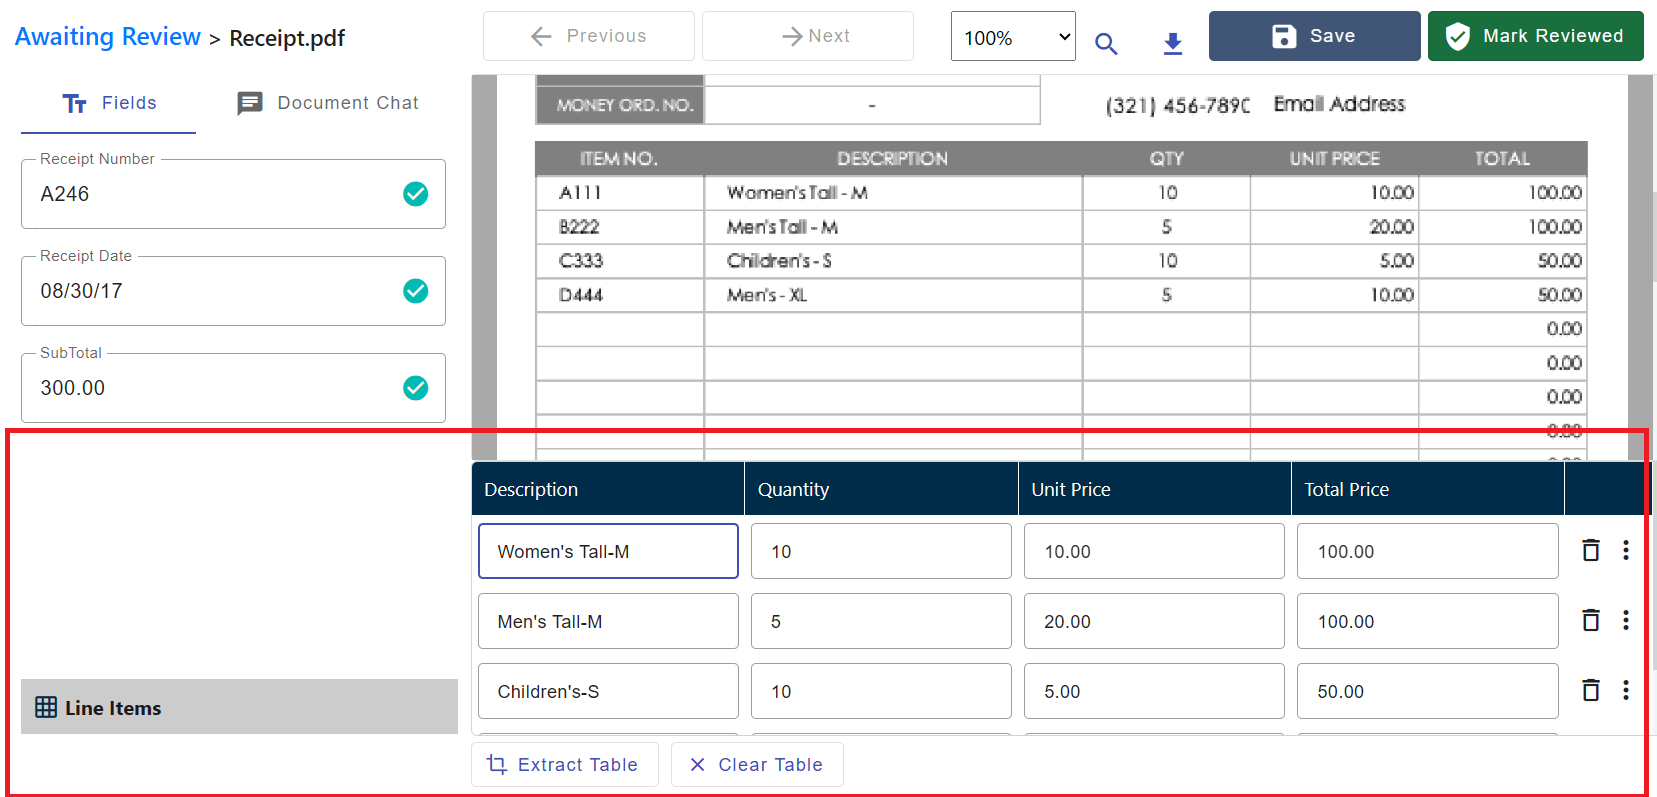 Awaiting Review > Receipt.pdf
Previous
Next
100%
Save
Mark Reviewed
Fields
Document Chat
Receipt Number
A246
Receipt Date
08/30/17
SubTotal
300.00
MONEY ORD. NO. -
(321) 456-7890 Email Address
ITEM NO. DESCRIPTION QTY UNIT PRICE TOTAL
A111 Women's Tall - M 10 10.00 100.00
B222 Men's Tall - M 5 20.00 100.00
C333 Children's - S 10 5.00 50.00
D444 Men's - XL 5 10.00 50.00
0.00
0.00
0.00
0.00
Description Quantity Unit Price Total Price
Women's Tall-M 10 10.00 100.00
Men's Tall-M 5 20.00 100.00
Children's-S 10 5.00 50.00
Line Items
Extract Table
Clear Table